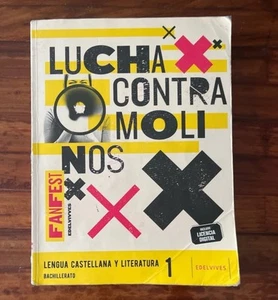 LUCHA
CONTRA
MOLI
NOS
FANFEST
EDELVIVES
INCLUYE
LICENCIA
DIGITAL
LENGUA CASTELLANA Y LITERATURA 1
BACHILLERATO
EDELVIVES